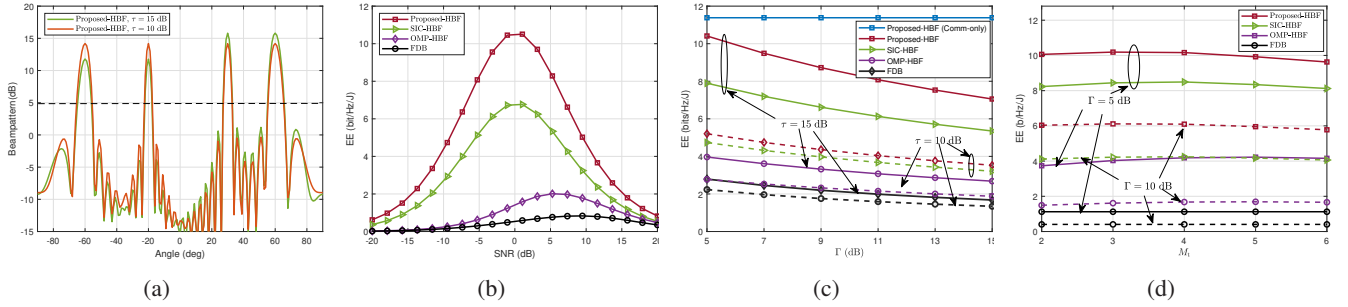 Proposed-HBF, τ = 15 dB
Proposed-HBF, τ = 10 dB
20
15
10
5
0
-5
-10
-15
-80 -60 -40 -20 0 20 40 60 80
Beampattern(dB)
Angle (deg)
(a)
Proposed-HBF
SIC-HBF
OMP-HBF
FDB
12
10
8
6
4
2
0
-20 -15 -10 -5 0 5 10 15 20
EE (bit/Hz/J)
SNR (dB)
(b)
Proposed-HBF (Comm-only)
Proposed-HBF
SIC-HBF
OMP-HBF
FDB
τ = 15 dB
τ = 10 dB
12
10
8
6
4
2
0
5 7 9 11 13 15
EE (bits/Hz/J)
Γ (dB)
(c)
Proposed-HBF
SIC-HBF
OMP-HBF
FDB
Γ = 5 dB
Γ = 10 dB
12
10
8
6
4
2
0
2 3 4 5 6
EE (bit/Hz/J)
Mₜ
(d)